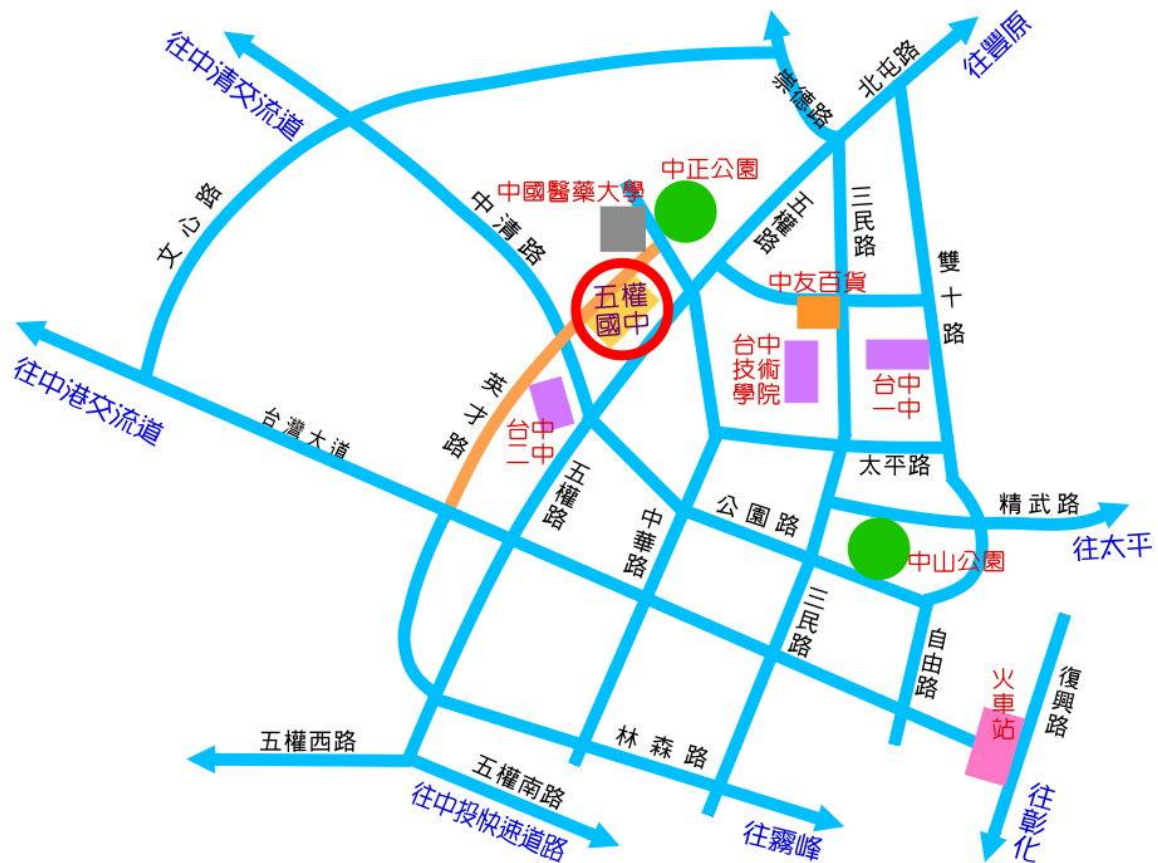 往豐原
北屯路
崇德路
往中清交流道
中正公園
中國醫藥大學
文心路
中清路
五權路
三民路
雙十路
中友百貨
五權
國中
台中
技術
學院
台中
一中
往中港交流道
台灣大道
英才路
台中
二中
太平路
五權路
中華路
公園路
精武路
往太平
中山公園
三民路
自由路
火車站
復興路
五權西路
林森路
五權南路
往中投快速道路
往霧峰
往彰化